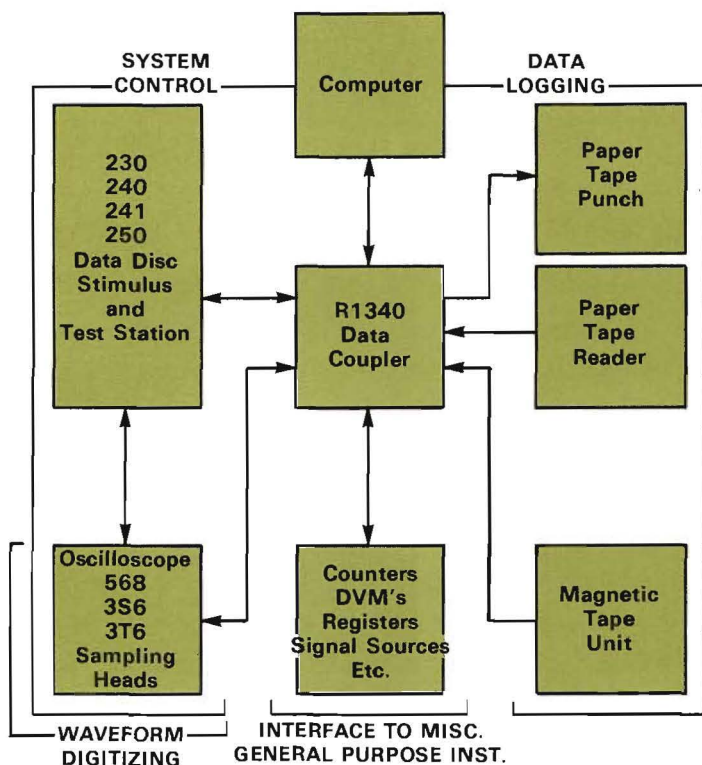 SYSTEM
CONTROL
DATA
LOGGING
Computer
230
240
241
250
Data Disc
Stimulus
and
Test Station
Paper
Tape
Punch
R1340
Data
Coupler
Paper
Tape
Reader
Oscilloscope
568
3S6
3T6
Sampling
Heads
Counters
DVM's
Registers
Signal Sources
Etc.
Magnetic
Tape
Unit
WAVEFORM
DIGITIZING
INTERFACE TO MISC.
GENERAL PURPOSE INST.